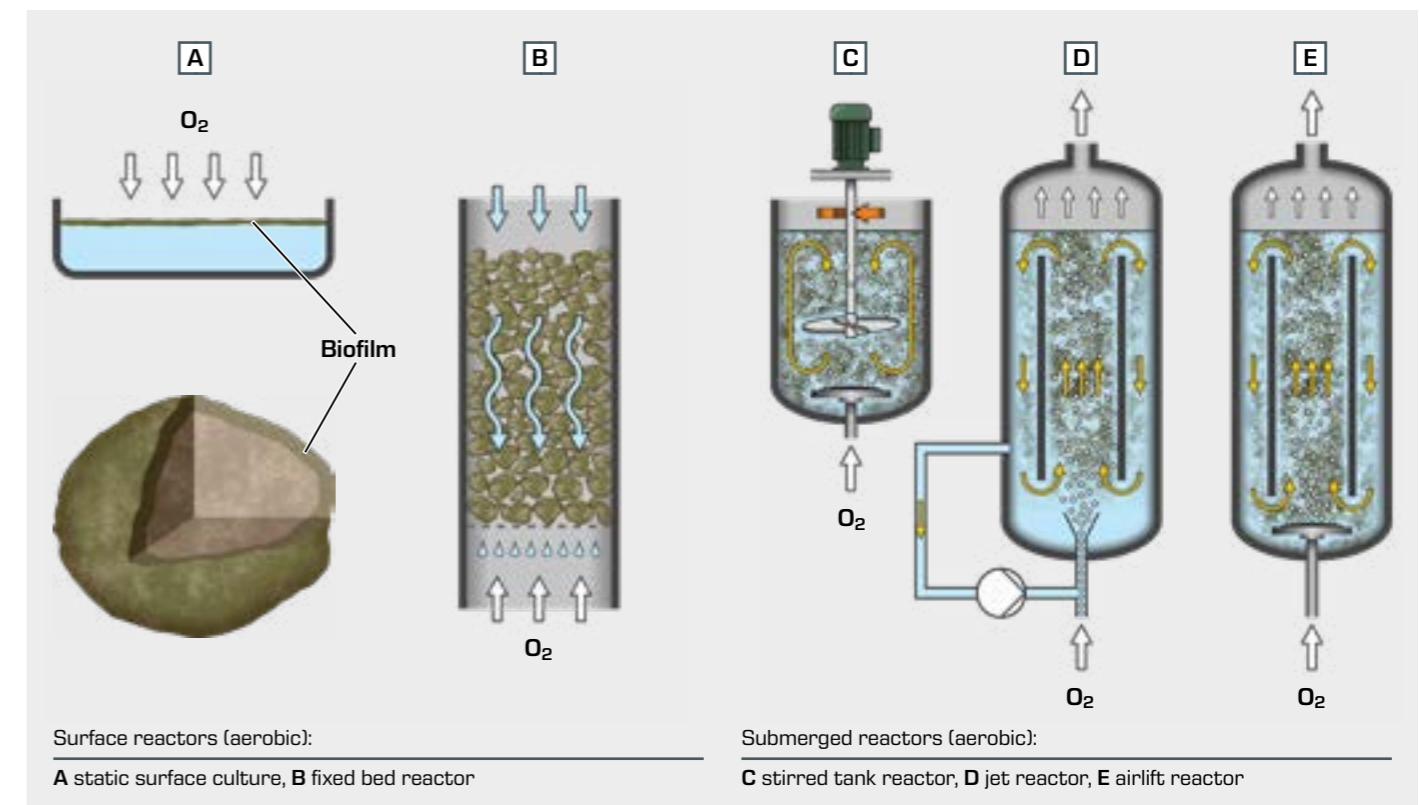 A
B
C
D
E
O₂
Biofilm
O₂
O₂
O₂
O₂
Surface reactors (aerobic):
A static surface culture, B fixed bed reactor
Submerged reactors (aerobic):
C stirred tank reactor, D jet reactor, E airlift reactor